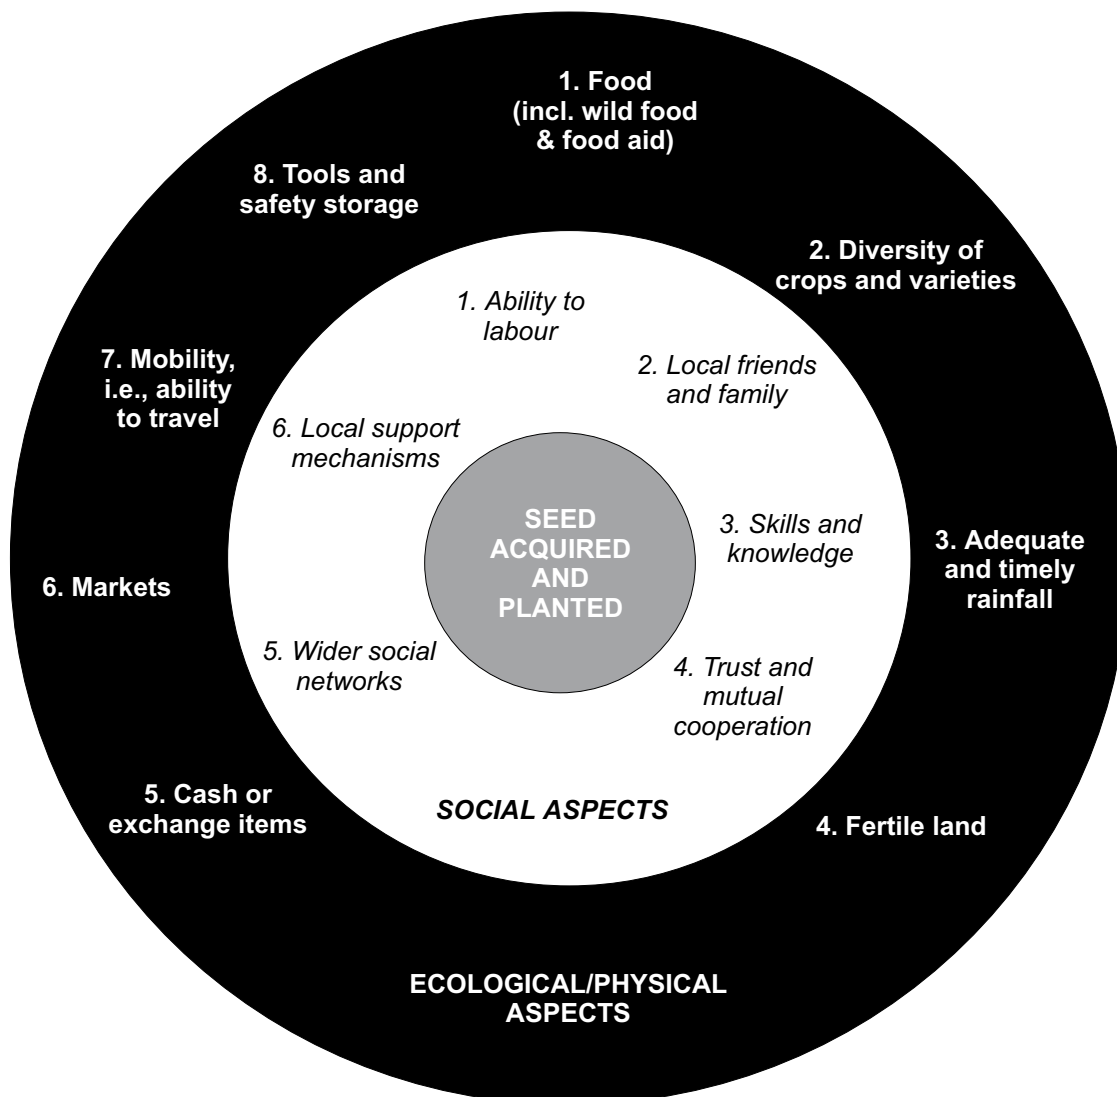 1. Food
(incl. wild food
& food aid)
2. Diversity of
crops and varieties
3. Adequate
and timely
rainfall
4. Fertile land
5. Cash or
exchange items
6. Markets
7. Mobility,
i.e., ability
to travel
8. Tools and
safety storage
ECOLOGICAL/PHYSICAL
ASPECTS
1. Ability to
labour
2. Local friends
and family
3. Skills and
knowledge
4. Trust and
mutual
cooperation
5. Wider social
networks
6. Local support
mechanisms
SOCIAL ASPECTS
SEED
ACQUIRED
AND
PLANTED